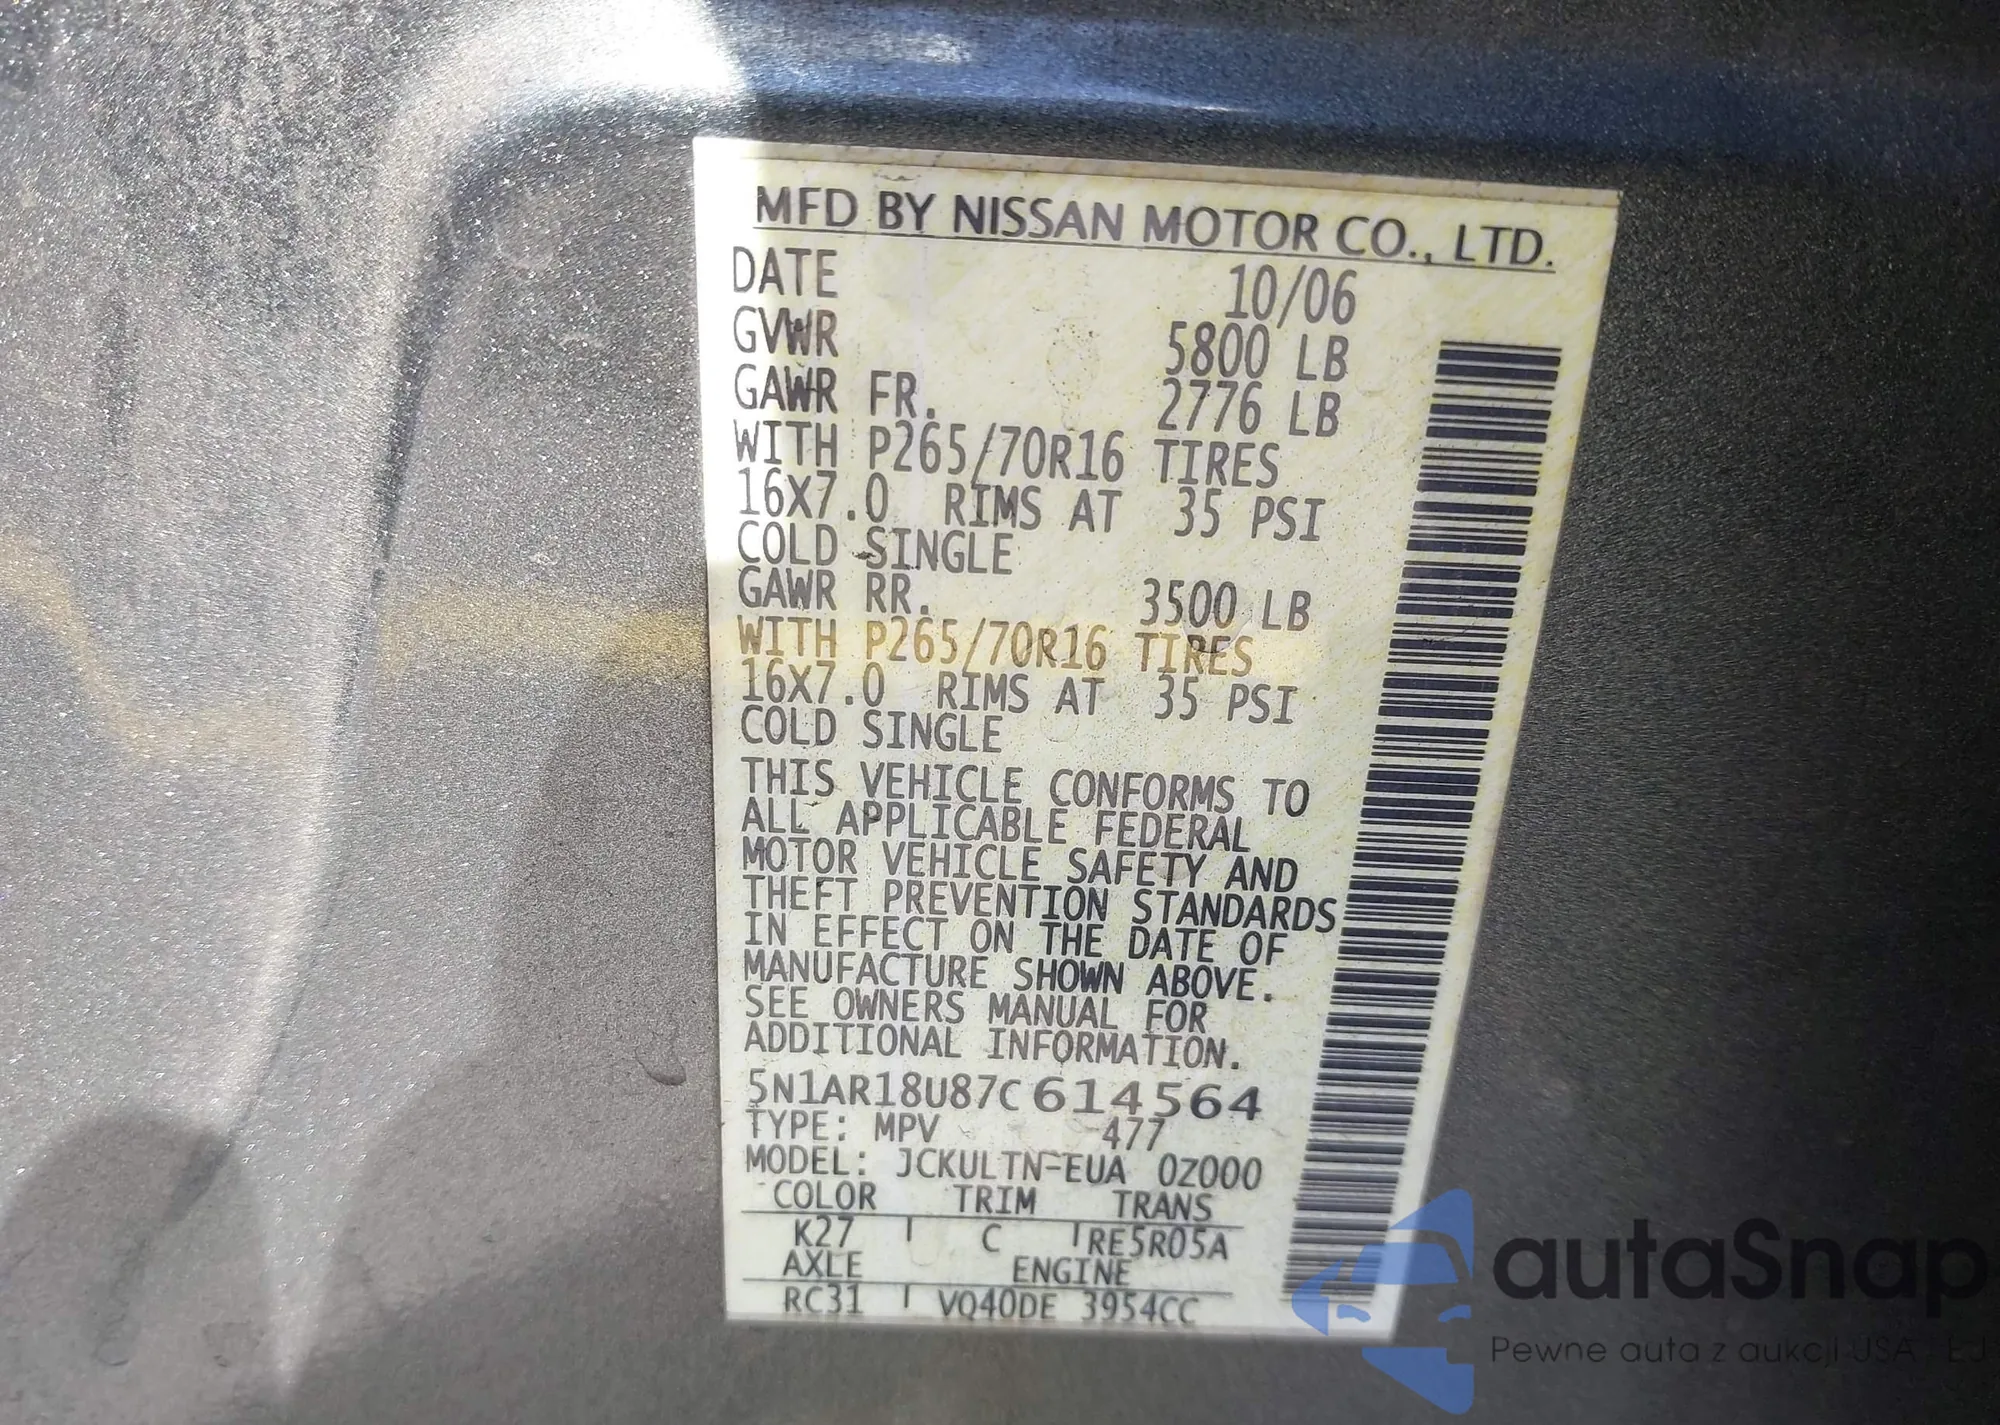 MFD BY NISSAN MOTOR CO., LTD.
DATE 10/06
GVWR 5800 LB
GAWR FR. 2776 LB
WITH P265/70R16 TIRES
16X7.0 RIMS AT 35 PSI
COLD SINGLE
GAWR RR. 3500 LB
WITH P265/70R16 TIRES
16X7.0 RIMS AT 35 PSI
COLD SINGLE
THIS VEHICLE CONFORMS TO
ALL APPLICABLE FEDERAL
MOTOR VEHICLE SAFETY AND
THEFT PREVENTION STANDARDS
IN EFFECT ON THE DATE OF
MANUFACTURE SHOWN ABOVE.
SEE OWNERS MANUAL FOR
ADDITIONAL INFORMATION.
5N1AR18U87C614564
TYPE: MPV 477
MODEL: JCKULTN-EUA 0Z000
COLOR TRIM TRANS
K27 C RE5R05A
AXLE ENGINE
RC31 VQ40DE 3954CC
autaSnap
Pewne auta z aukcji USA